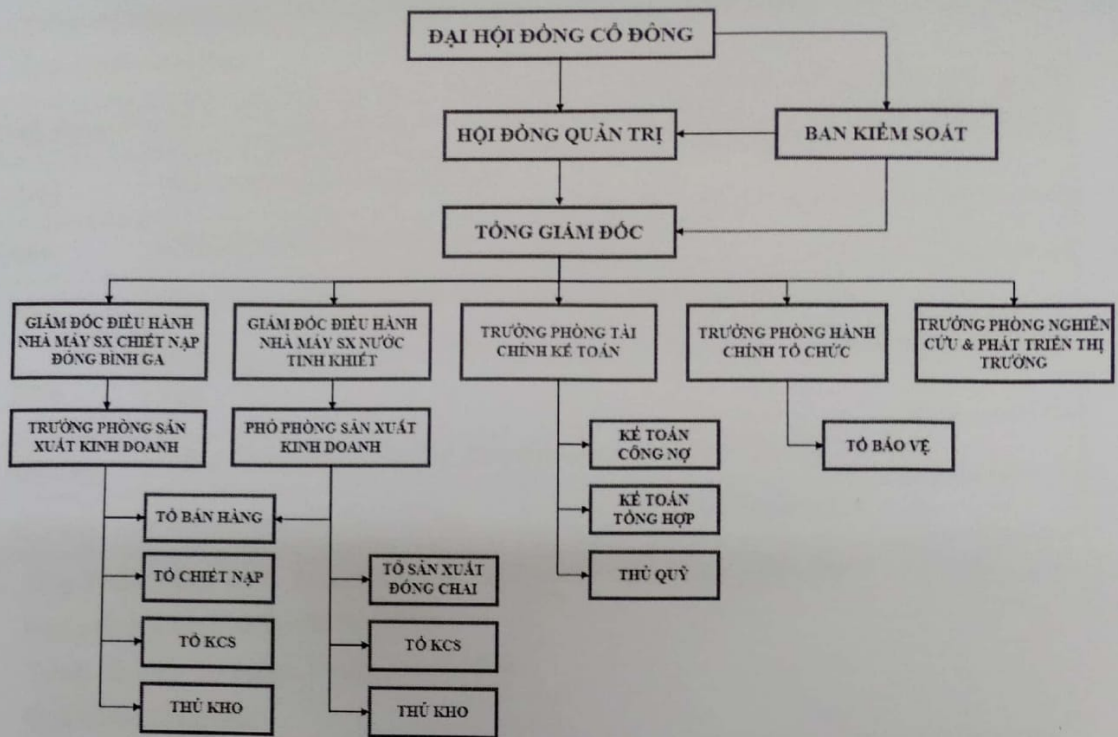 ĐẠI HỘI ĐỒNG CỔ ĐÔNG
HỘI ĐỒNG QUẢN TRỊ
BAN KIỂM SOÁT
TỔNG GIÁM ĐỐC
GIÁM ĐỐC ĐIỀU HÀNH
NHÀ MÁY SX CHIẾT NẠP
ĐÓNG BÌNH GA
GIÁM ĐỐC ĐIỀU HÀNH
NHÀ MÁY SX NƯỚC
TINH KHIẾT
TRƯỞNG PHÒNG TÀI
CHÍNH KẾ TOÁN
TRƯỞNG PHÒNG HÀNH
CHÍNH TỔ CHỨC
TRƯỞNG PHÒNG NGHIÊN
CỨU & PHÁT TRIỂN THỊ
TRƯỜNG
TRƯỞNG PHÒNG SẢN
XUẤT KINH DOANH
PHÓ PHÒNG SẢN XUẤT
KINH DOANH
KẾ TOÁN
CÔNG NỢ
TỔ BẢO VỆ
TỔ BÁN HÀNG
KẾ TOÁN
TỔNG HỢP
TỔ CHIẾT NẠP
TỔ SẢN XUẤT
ĐÓNG CHAI
THỦ QUỸ
TỔ KCS
TỔ KCS
THỦ KHO
THỦ KHO